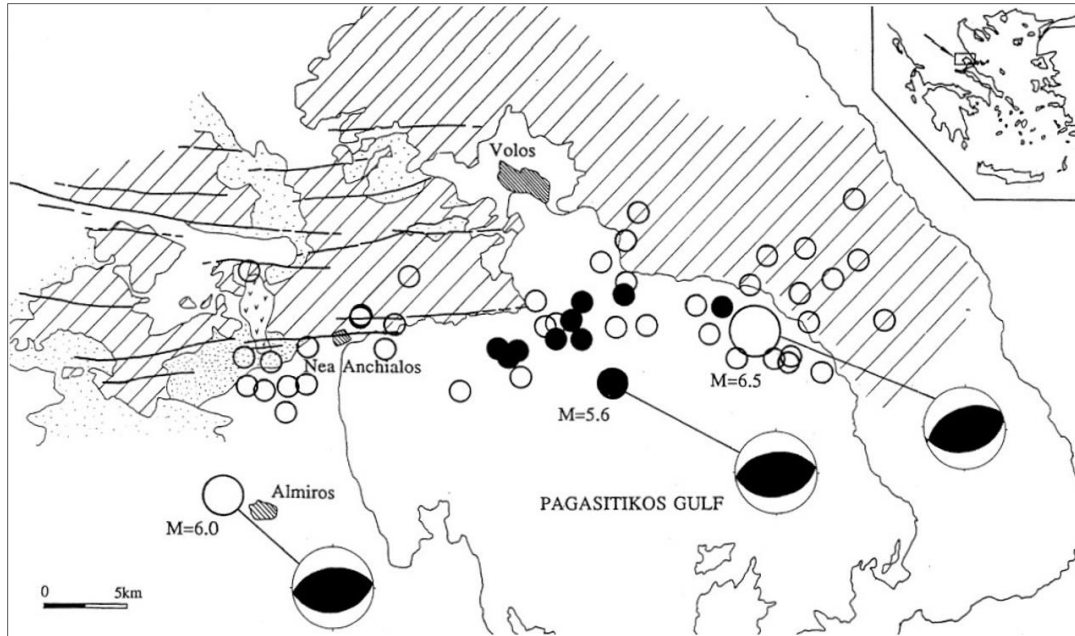 Volos
Nea Anchialos
M=6.5
M=5.6
Almiros
PAGASITIKOS GULF
M=6.0
0 5km